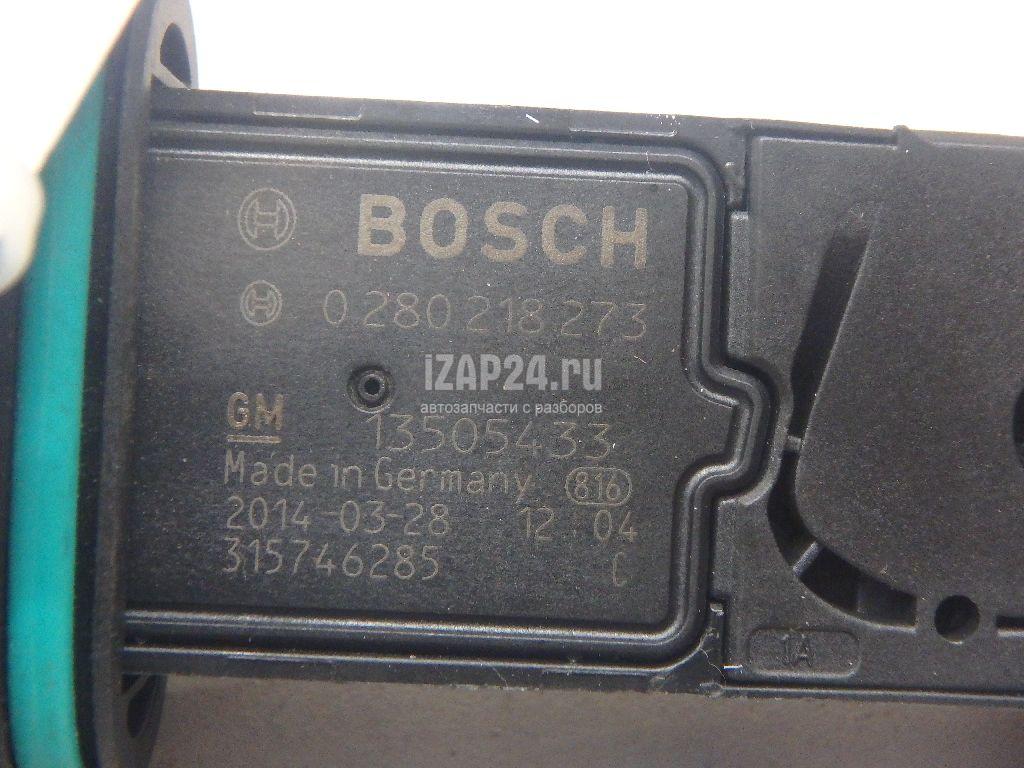 BOSCH
0 280 218 273
iZAP24.ru
автозапчасти с разборов
GM 13505433
Made in Germany 816
2014-03-28 12 04
315746285 C
1A